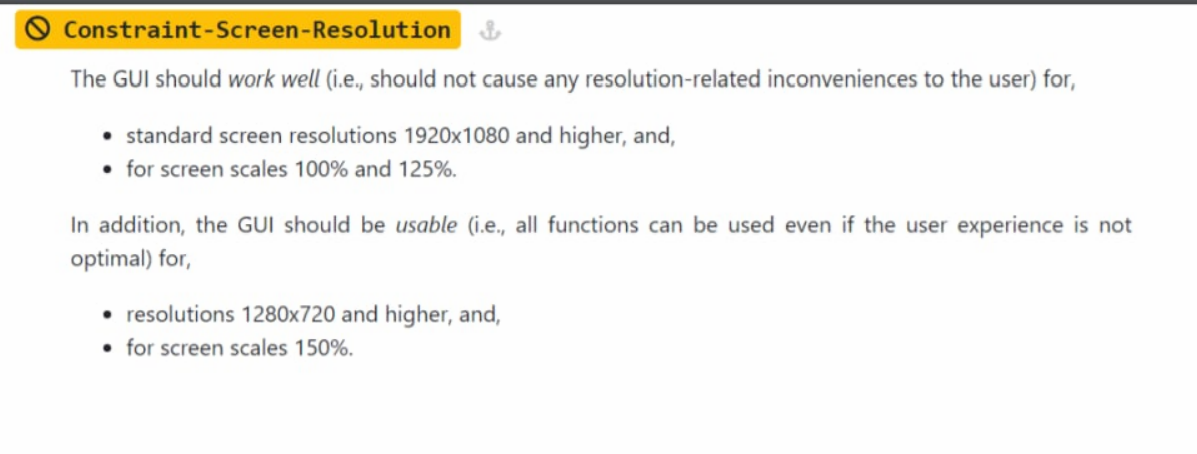 Constraint-Screen-Resolution
The GUI should work well (i.e., should not cause any resolution-related inconveniences to the user) for,
• standard screen resolutions 1920x1080 and higher, and,
• for screen scales 100% and 125%.
In addition, the GUI should be usable (i.e., all functions can be used even if the user experience is not
optimal) for,
• resolutions 1280x720 and higher, and,
• for screen scales 150%.